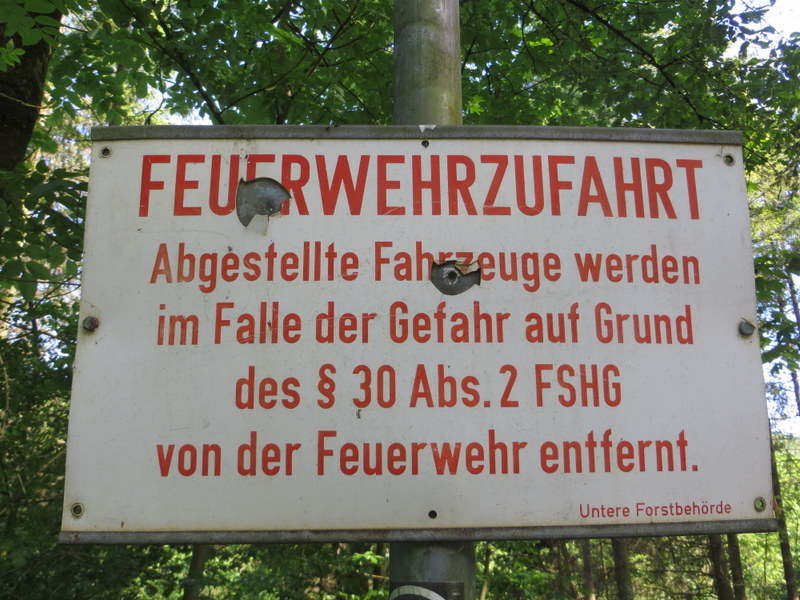 FEUERWEHRZUFAHRT
Abgestellte Fahrzeuge werden
im Falle der Gefahr auf Grund
des § 30 Abs. 2 FSHG
von der Feuerwehr entfernt.
Untere Forstbehörde